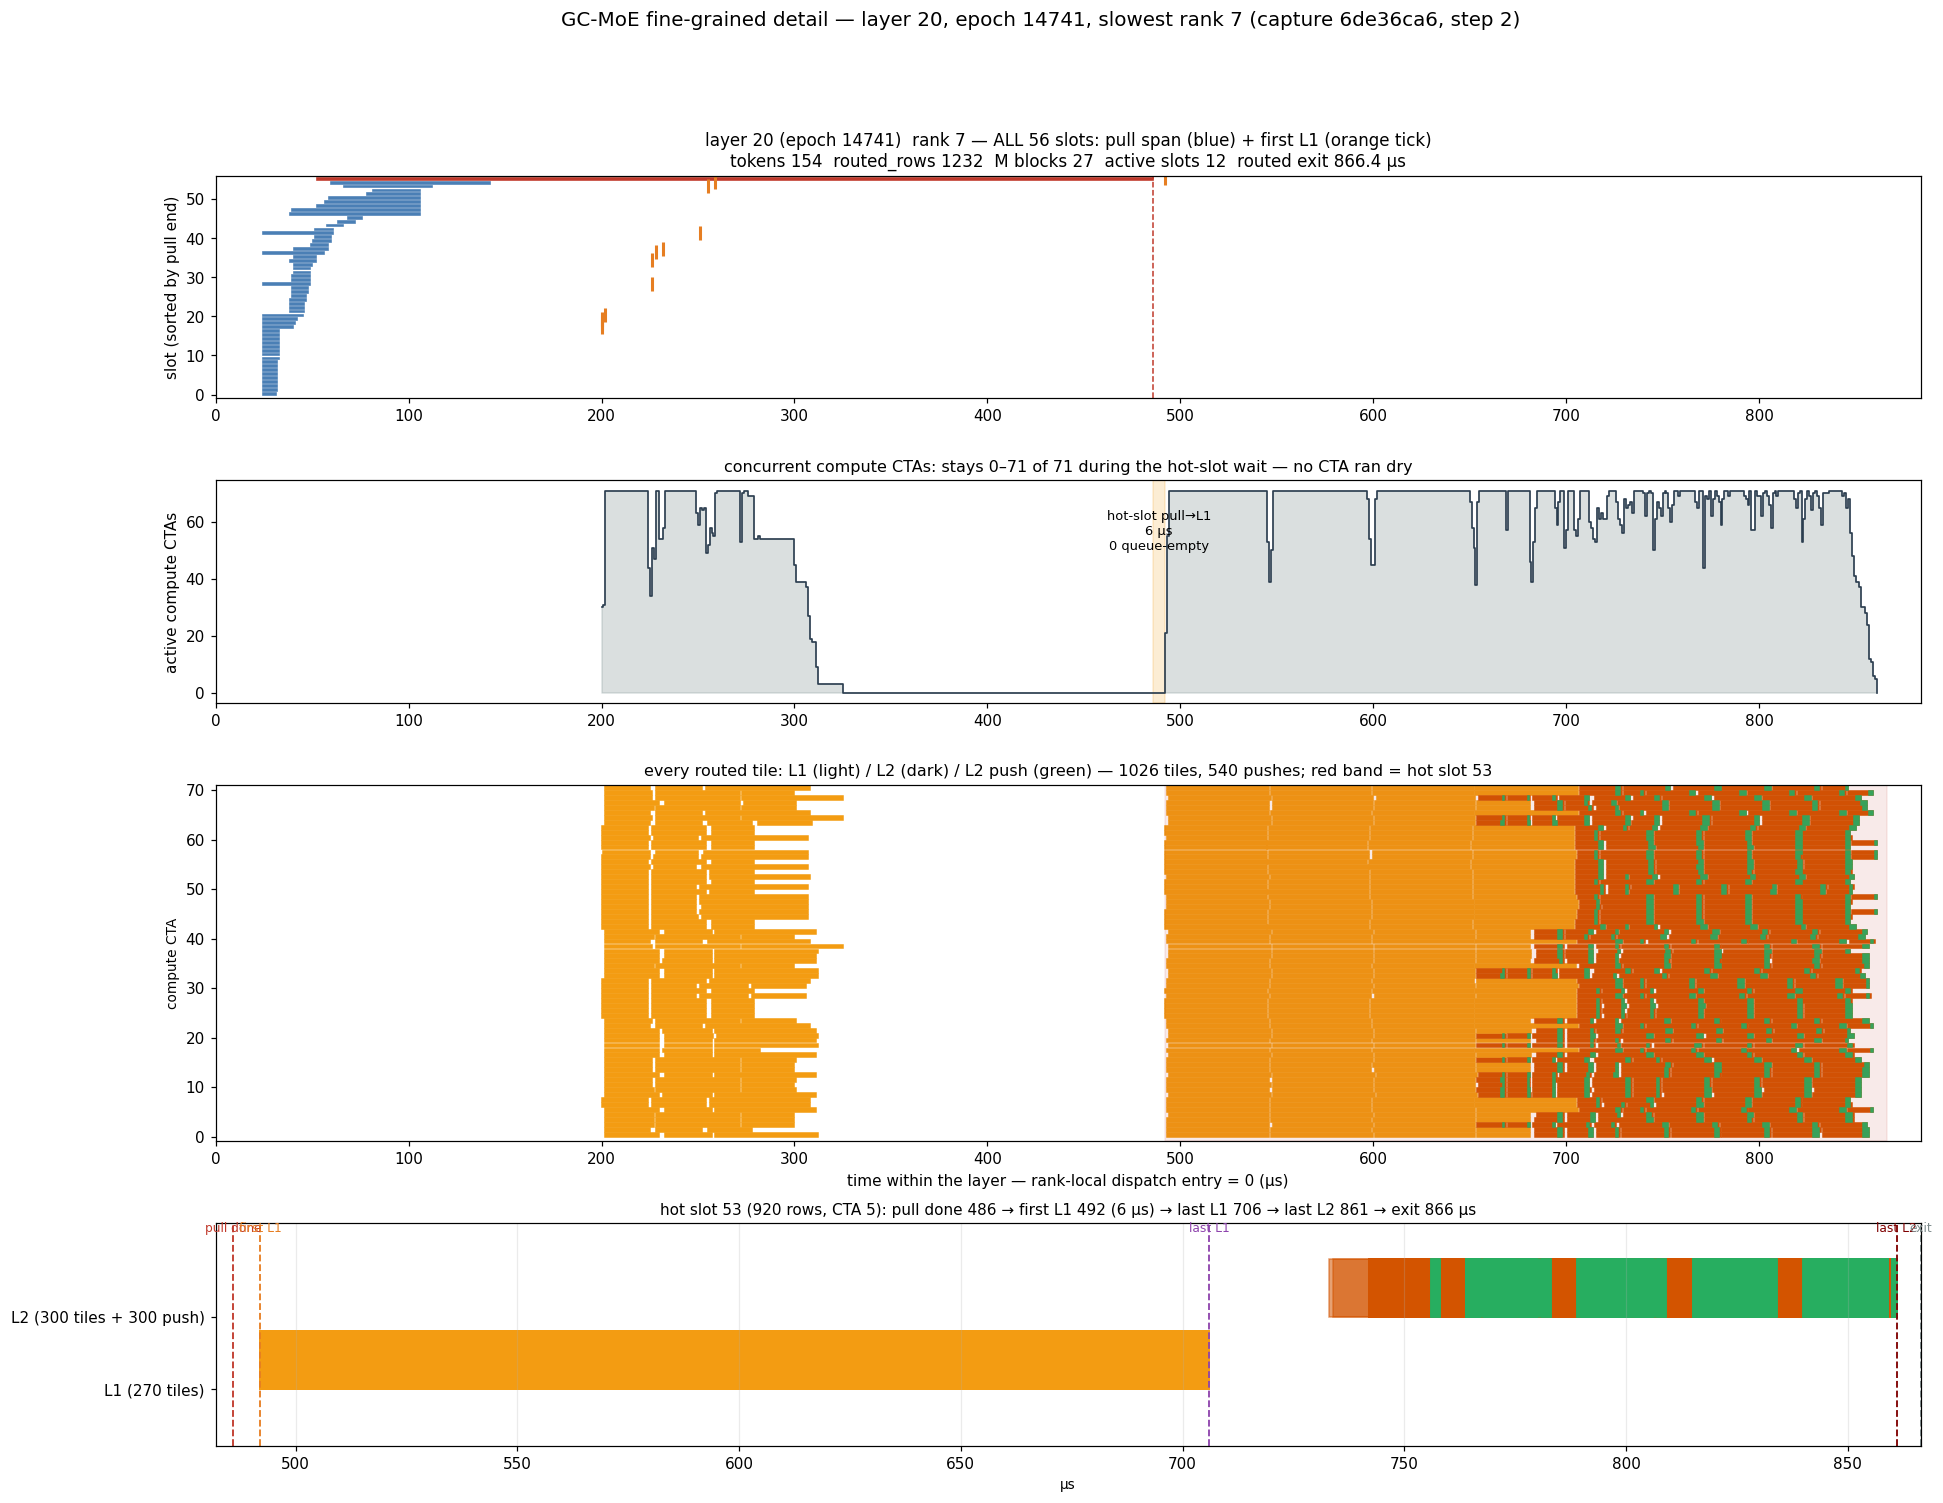 GC-MoE fine-grained detail — layer 20, epoch 14741, slowest rank 7 (capture 6de36ca6, step 2)
layer 20 (epoch 14741)  rank 7 — ALL 56 slots: pull span (blue) + first L1 (orange tick)
tokens 154  routed_rows 1232  M blocks 27  active slots 12  routed exit 866.4 µs
slot (sorted by pull end)
50
40
30
20
10
0
0 100 200 300 400 500 600 700 800
concurrent compute CTAs: stays 0–71 of 71 during the hot-slot wait — no CTA ran dry
active compute CTAs
60
40
20
0
hot-slot pull→L1
6 µs
0 queue-empty
0 100 200 300 400 500 600 700 800
every routed tile: L1 (light) / L2 (dark) / L2 push (green) — 1026 tiles, 540 pushes; red band = hot slot 53
compute CTA
70
60
50
40
30
20
10
0
0 100 200 300 400 500 600 700 800
time within the layer — rank-local dispatch entry = 0 (µs)
hot slot 53 (920 rows, CTA 5): pull done 486 → first L1 492 (6 µs) → last L1 706 → last L2 861 → exit 866 µs
pull done first L1 last L1 last L2 exit
L2 (300 tiles + 300 push)
L1 (270 tiles)
500 550 600 650 700 750 800 850
µs